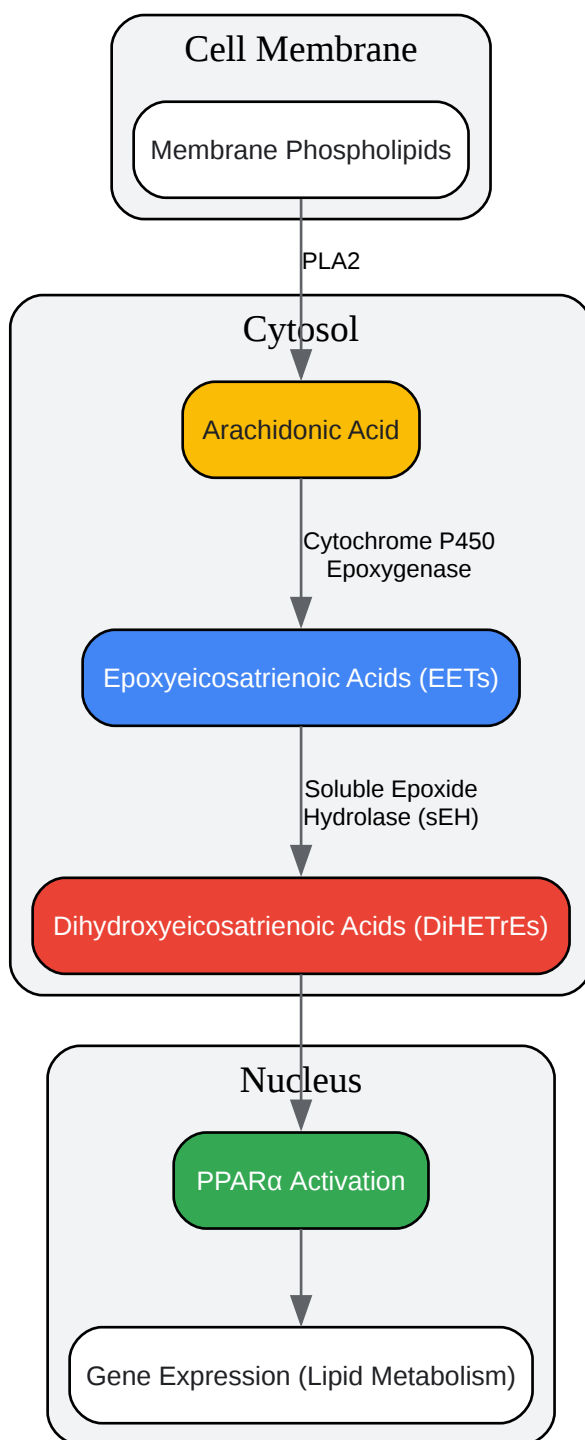 Cell Membrane
Membrane Phospholipids
PLA2
Cytosol
Arachidonic Acid
Cytochrome P450
Epoxygenase
Epoxyeicosatrienoic Acids (EETs)
Soluble Epoxide
Hydrolase (sEH)
Dihydroxyeicosatrienoic Acids (DiHETrEs)
Nucleus
PPARα Activation
Gene Expression (Lipid Metabolism)